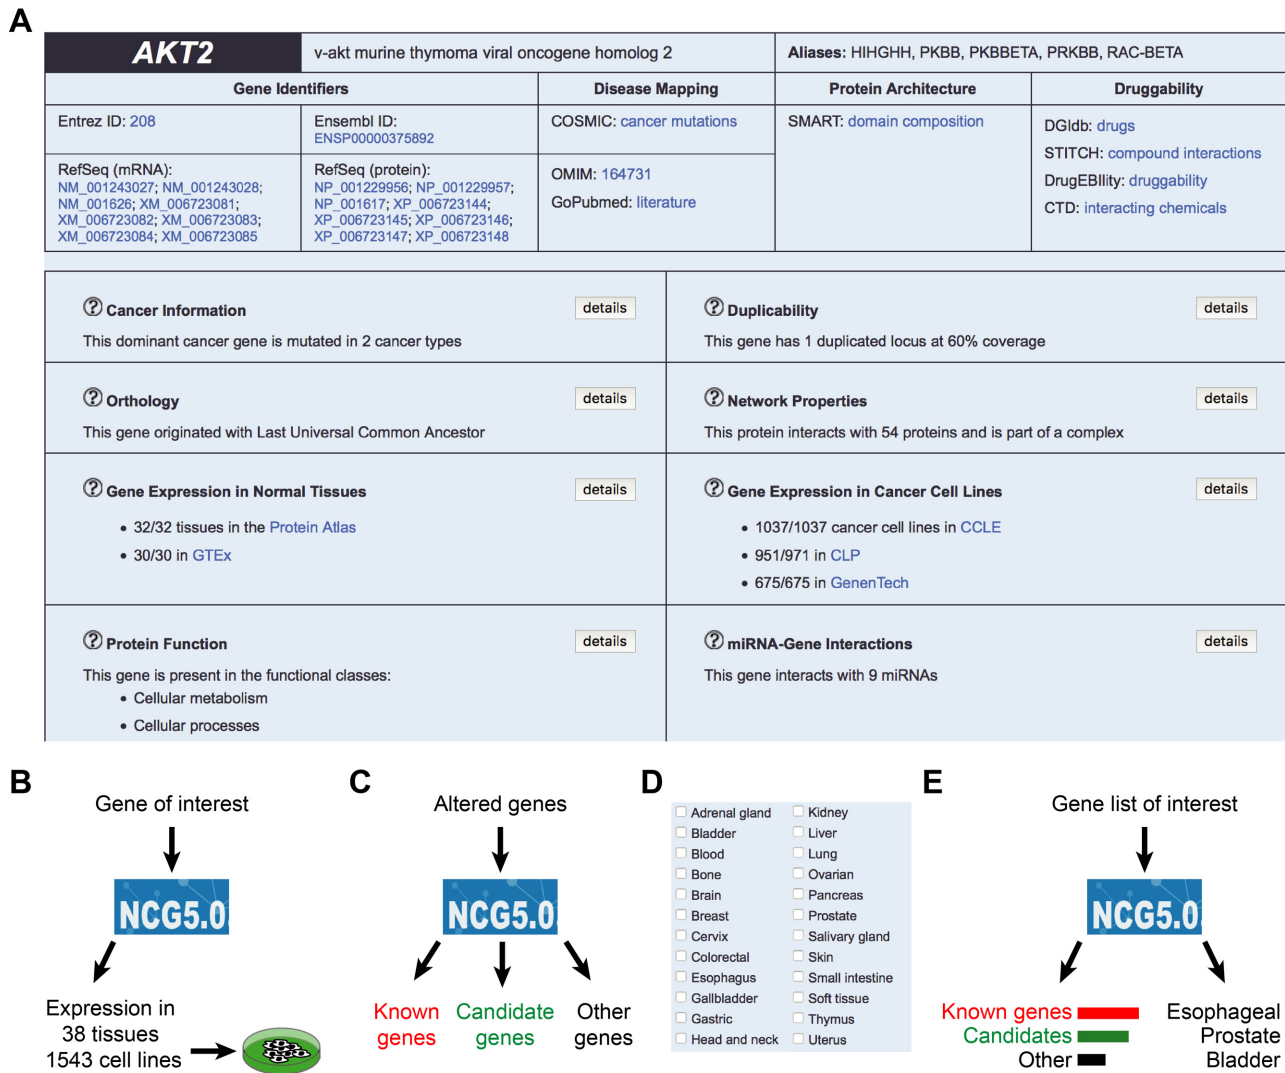 A
AKT2
v-akt murine thymoma viral oncogene homolog 2
Aliases: HIHGHH, PKBB, PKBBETA, PRKBB, RAC-BETA
Gene Identifiers
Disease Mapping
Protein Architecture
Druggability
Entrez ID: 208
Ensembl ID:
ENSP00000375892
COSMIC: cancer mutations
SMART: domain composition
DGIdb: drugs
STITCH: compound interactions
DrugEBIlity: druggability
CTD: interacting chemicals
RefSeq (mRNA):
NM_001243027; NM_001243028;
NM_001626; XM_006723081;
XM_006723082; XM_006723083;
XM_006723084; XM_006723085
RefSeq (protein):
NP_001229956; NP_001229957;
NP_001617; XP_006723144;
XP_006723145; XP_006723146;
XP_006723147; XP_006723148
OMIM: 164731
GoPubmed: literature
? Cancer Information
details
This dominant cancer gene is mutated in 2 cancer types
? Duplicability
details
This gene has 1 duplicated locus at 60% coverage
? Orthology
details
This gene originated with Last Universal Common Ancestor
? Network Properties
details
This protein interacts with 54 proteins and is part of a complex
? Gene Expression in Normal Tissues
details
• 32/32 tissues in the Protein Atlas
• 30/30 in GTEx
? Gene Expression in Cancer Cell Lines
details
• 1037/1037 cancer cell lines in CCLE
• 951/971 in CLP
• 675/675 in GenenTech
? Protein Function
details
This gene is present in the functional classes:
• Cellular metabolism
• Cellular processes
? miRNA-Gene Interactions
details
This gene interacts with 9 miRNAs
B
Gene of interest
NCG5.0
Expression in
38 tissues
1543 cell lines
C
Altered genes
NCG5.0
Known
genes
Candidate
genes
Other
genes
D
Adrenal gland
Bladder
Blood
Bone
Brain
Breast
Cervix
Colorectal
Esophagus
Gallbladder
Gastric
Head and neck
Kidney
Liver
Lung
Ovarian
Pancreas
Prostate
Salivary gland
Skin
Small intestine
Soft tissue
Thymus
Uterus
E
Gene list of interest
NCG5.0
Known genes
Candidates
Other
Esophageal
Prostate
Bladder